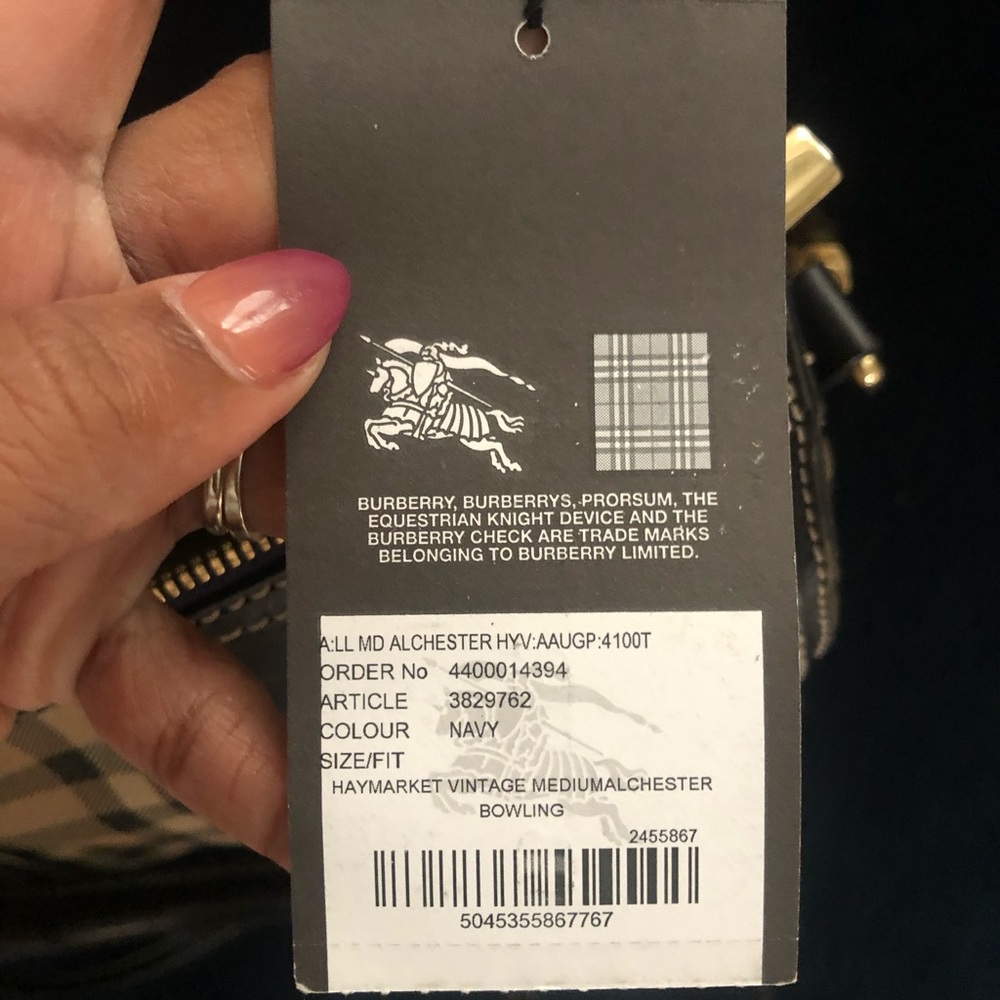 BURBERRY, BURBERRYS, PRORSUM, THE
EQUESTRIAN KNIGHT DEVICE AND THE
BURBERRY CHECK ARE TRADE MARKS
BELONGING TO BURBERRY LIMITED.
A:LL MD ALCHESTER HYV:AAUGP:4100T
ORDER No 4400014394
ARTICLE 3829762
COLOUR NAVY
SIZE/FIT
HAYMARKET VINTAGE MEDIUMALCHESTER
BOWLING
2455867
5045355867767